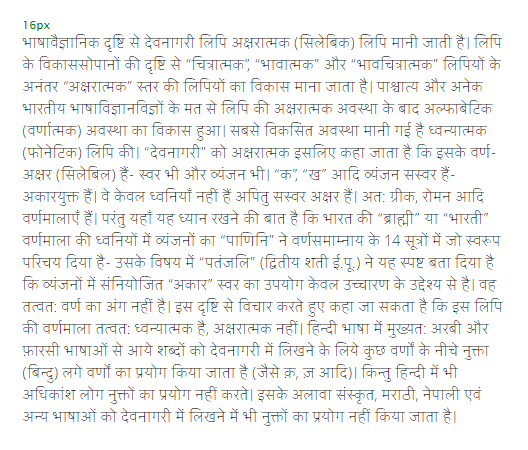 16px
भाषावैज्ञानिक दृष्टि से देवनागरी लिपि अक्षरात्मक (सिलेबिक) लिपि मानी जाती है। लिपि
के विकाससोपानों की दृष्टि से “चित्रात्मक”, “भावात्मक” और “भावचित्रात्मक” लिपियों के
अनंतर “अक्षरात्मक” स्तर की लिपियों का विकास माना जाता है। पाश्चात्य और अनेक
भारतीय भाषाविज्ञानविज्ञों के मत से लिपि की अक्षरात्मक अवस्था के बाद अल्फाबेटिक
(वर्णात्मक) अवस्था का विकास हुआ। सबसे विकसित अवस्था मानी गई है ध्वन्यात्मक
(फोनेटिक) लिपि की। “देवनागरी” को अक्षरात्मक इसलिए कहा जाता है कि इसके वर्ण-
अक्षर (सिलेबिल) हैं- स्वर भी और व्यंजन भी। “क”, “ख” आदि व्यंजन सस्वर हैं-
अकारयुक्त हैं। वे केवल ध्वनियाँ नहीं हैं अपितु सस्वर अक्षर हैं। अत: ग्रीक, रोमन आदि
वर्णमालाएँ हैं। परंतु यहाँ यह ध्यान रखने की बात है कि भारत की “ब्राह्मी” या “भारती”
वर्णमाला की ध्वनियों में व्यंजनों का “पाणिनि” ने वर्णसमाम्नाय के 14 सूत्रों में जो स्वरूप
परिचय दिया है- उसके विषय में “पतंजलि” (द्वितीय शती ई.पू.) ने यह स्पष्ट बता दिया है
कि व्यंजनों में संनियोजित “अकार” स्वर का उपयोग केवल उच्चारण के उद्देश्य से है। वह
तत्वत: वर्ण का अंग नहीं है। इस दृष्टि से विचार करते हुए कहा जा सकता है कि इस लिपि
की वर्णमाला तत्वत: ध्वन्यात्मक है, अक्षरात्मक नहीं। हिन्दी भाषा में मुख्यत: अरबी और
फ़ारसी भाषाओं से आये शब्दों को देवनागरी में लिखने के लिये कुछ वर्णों के नीचे नुक्ता
(बिन्दु) लगे वर्णों का प्रयोग किया जाता है (जैसे क़, ज़ आदि)। किन्तु हिन्दी में भी
अधिकांश लोग नुक्तों का प्रयोग नहीं करते। इसके अलावा संस्कृत, मराठी, नेपाली एवं
अन्य भाषाओं को देवनागरी में लिखने में भी नुक्तों का प्रयोग नहीं किया जाता है।